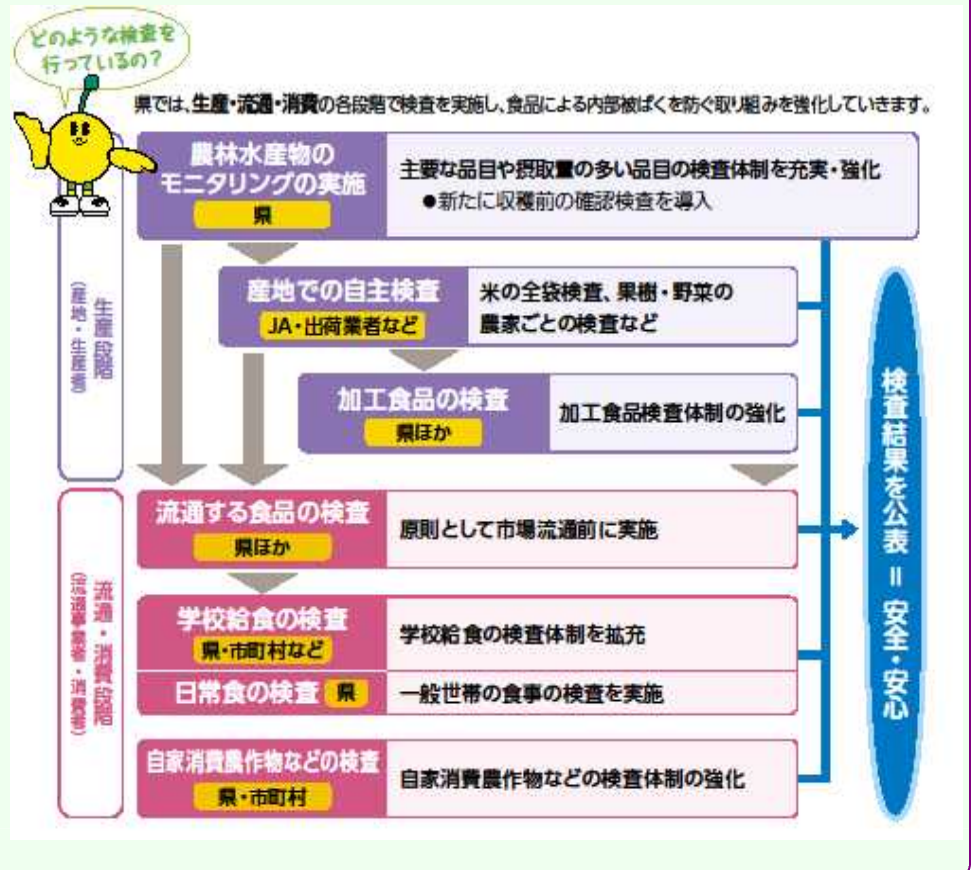 どのような検査を
行っているの?
県では、生産・流通・消費の各段階で検査を実施し、食品による内部被ばくを防ぐ取り組みを強化していきます。
生産段階
(産地・生産者)
農林水産物の
モニタリングの実施
県
主要な品目や摂取量の多い品目の検査体制を充実・強化
●新たに収穫前の確認検査を導入
産地での自主検査
JA・出荷業者など
米の全袋検査、果樹・野菜の
農家ごとの検査など
加工食品の検査
県ほか
加工食品検査体制の強化
流通・消費段階
(流通事業者・消費者)
流通する食品の検査
県ほか
原則として市場流通前に実施
学校給食の検査
県・市町村など
学校給食の検査体制を拡充
日常食の検査 県
一般世帯の食事の検査を実施
自家消費農作物などの検査
県・市町村
自家消費農作物などの検査体制の強化
検査結果を公表 = 安全・安心